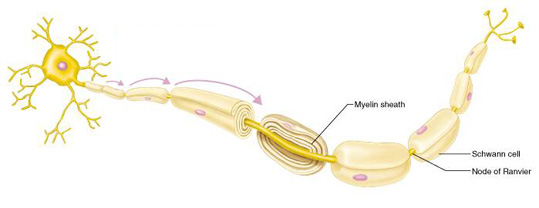 Myelin sheath
Schwann cell
Node of Ranvier